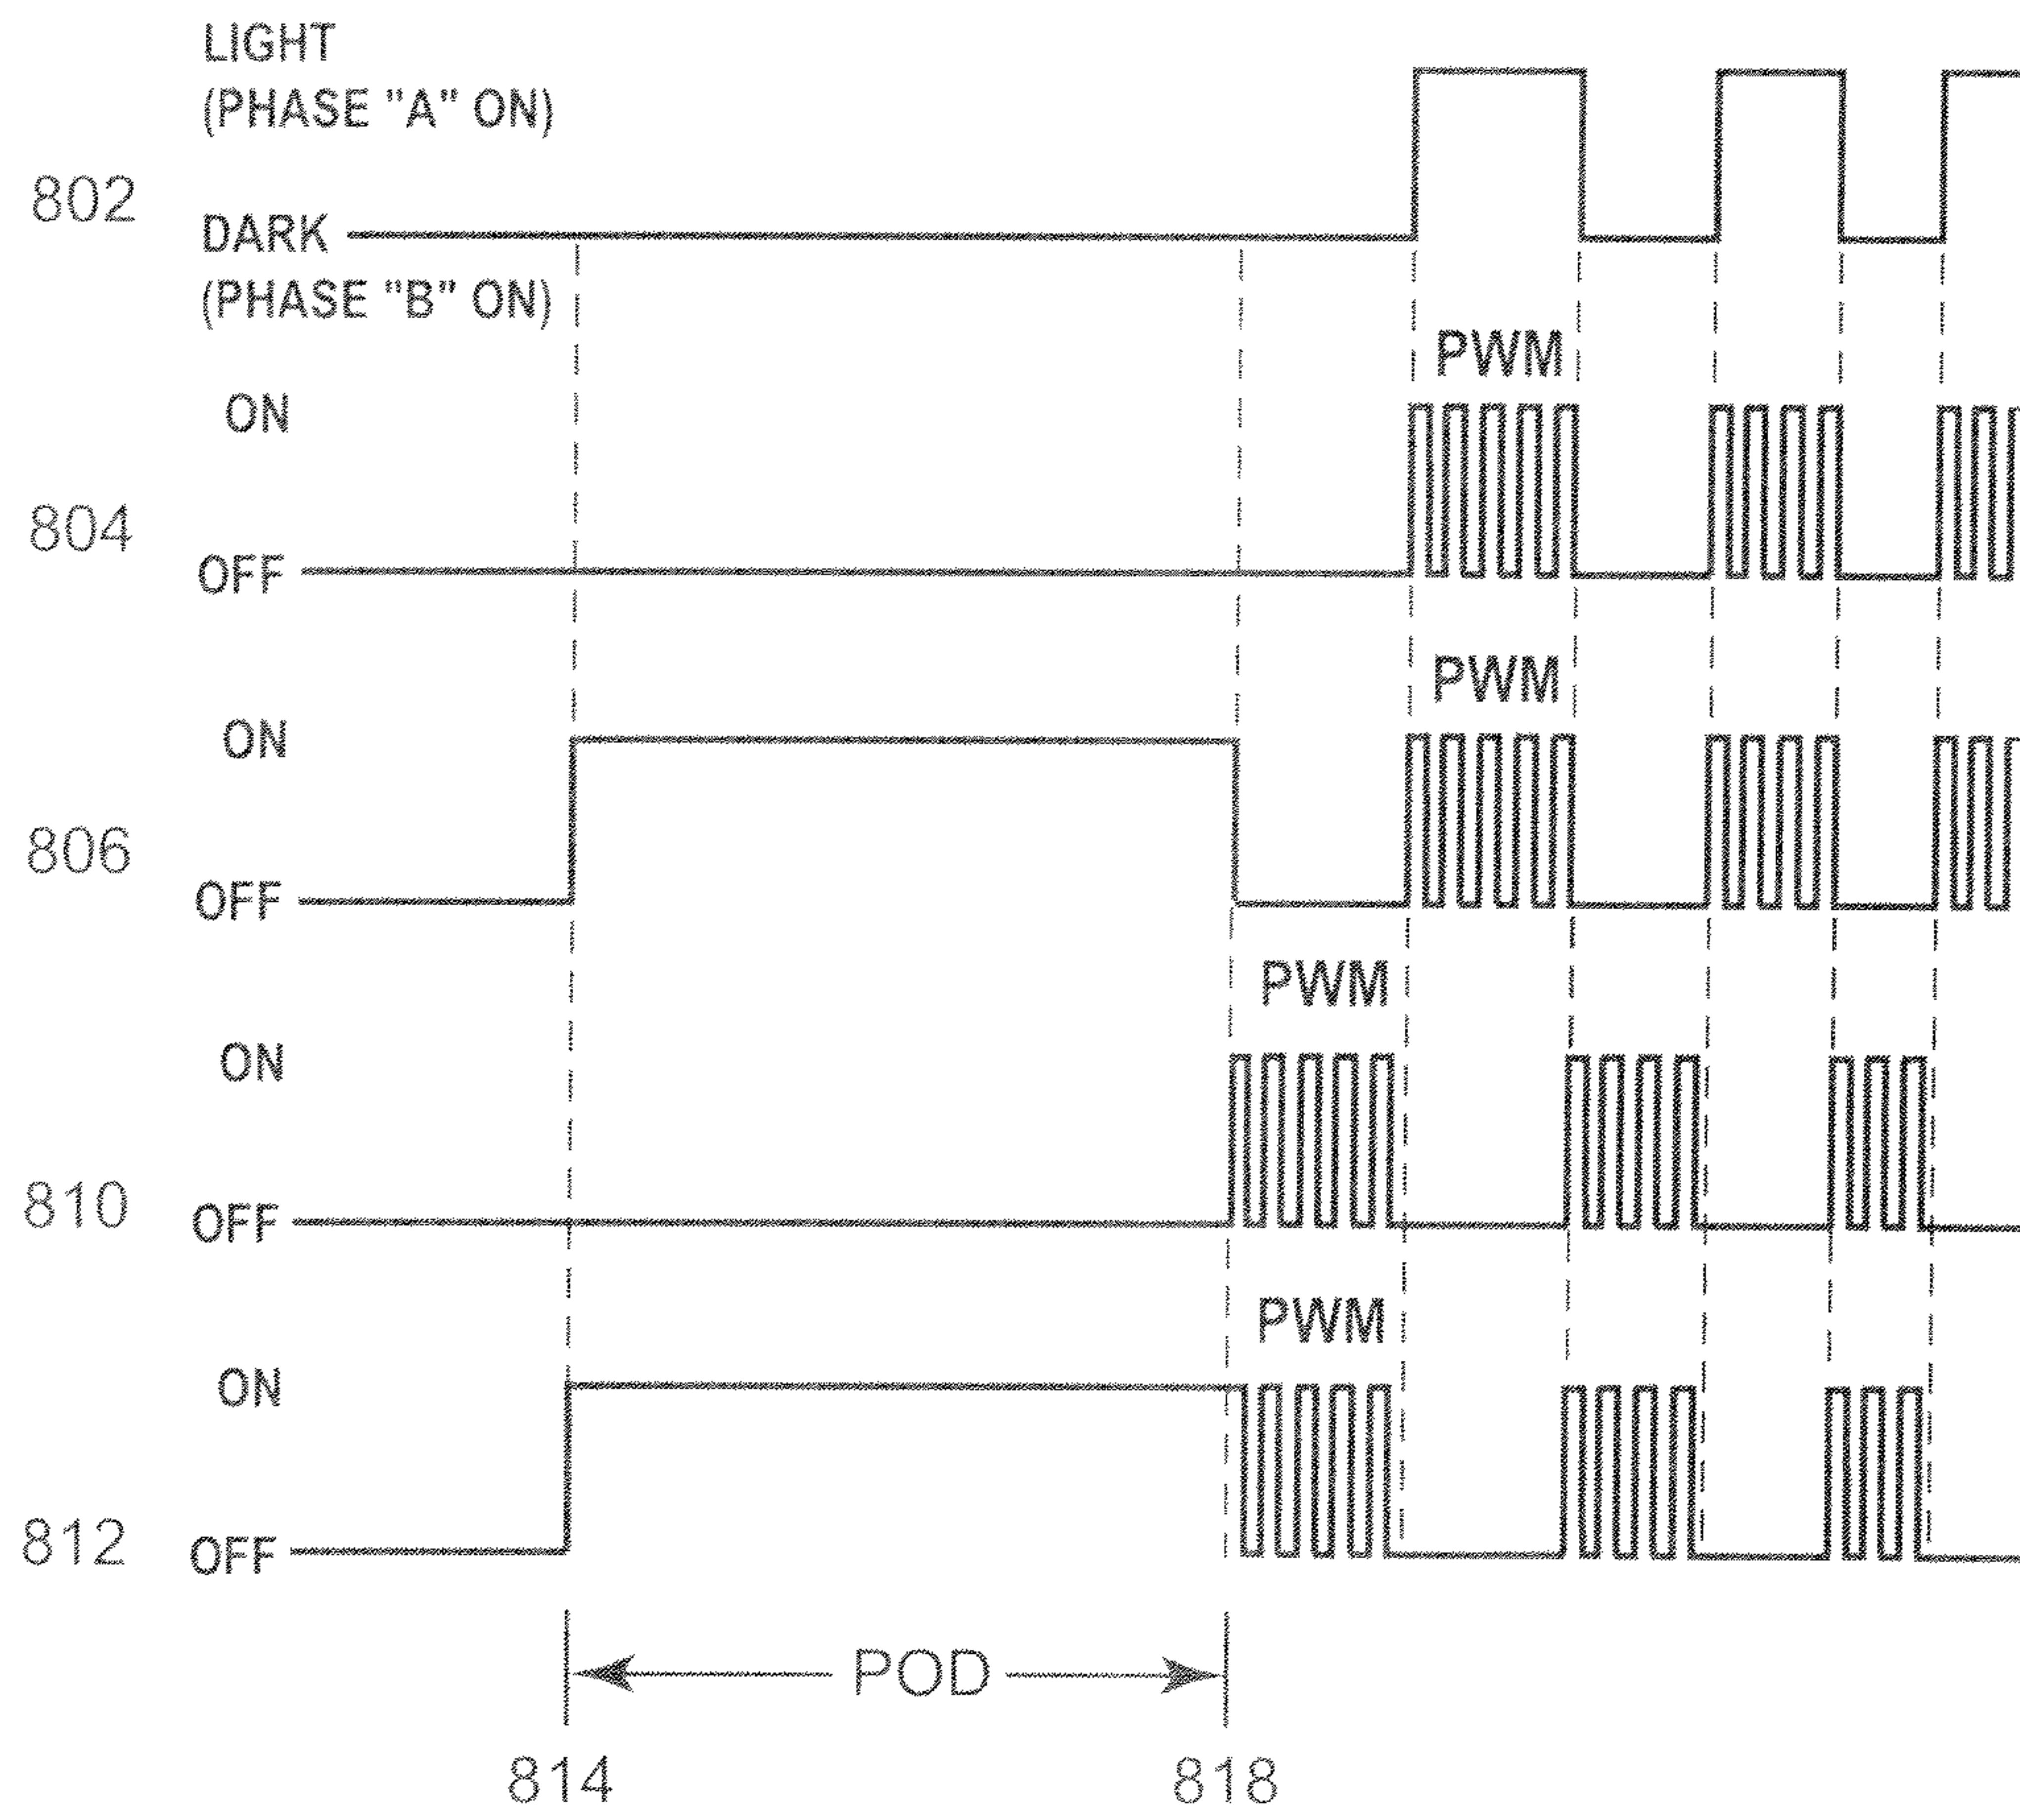 LIGHT
(PHASE "A" ON)
802
DARK
(PHASE "B" ON)
PWM
ON
804
OFF
PWM
ON
806
OFF
PWM
ON
810
OFF
PWM
ON
812
OFF
POD
814
818